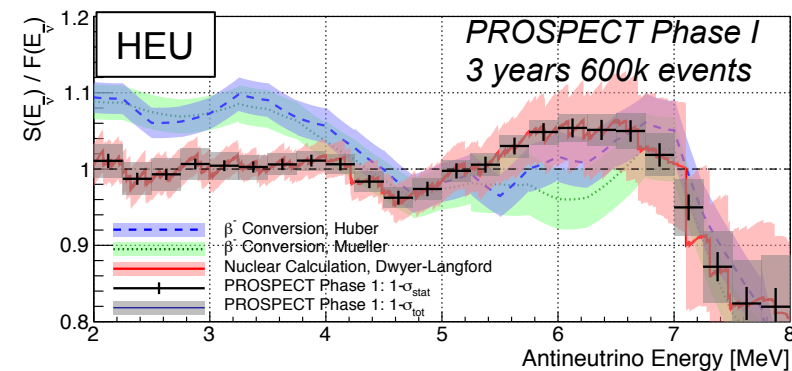 HEU
PROSPECT Phase I
3 years 600k events
S(E_ν̅) / F(E_ν̅)
1.2
1.1
1
0.9
0.8
β⁻ Conversion, Huber
β⁻ Conversion, Mueller
Nuclear Calculation, Dwyer-Langford
PROSPECT Phase 1: 1-σ_stat
PROSPECT Phase 1: 1-σ_tot
2 3 4 5 6 7 8
Antineutrino Energy [MeV]